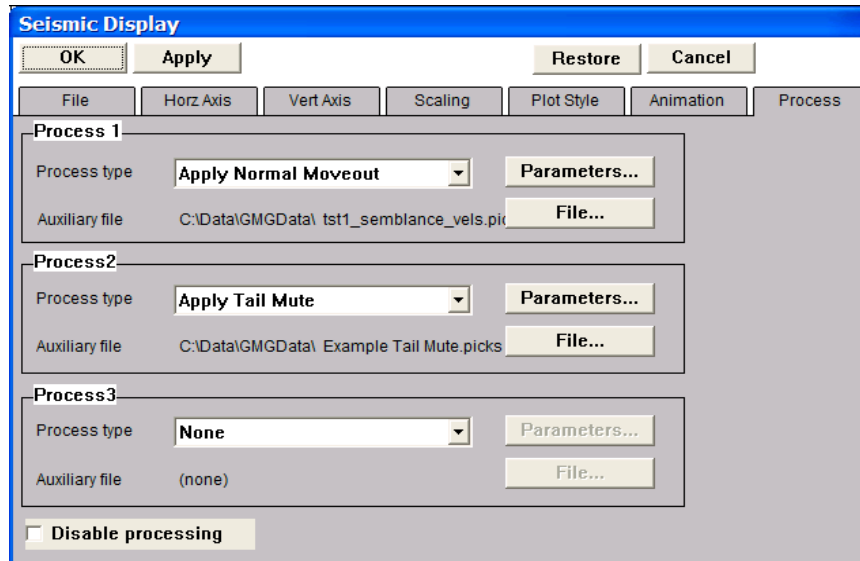 Seismic Display
OK Apply Restore Cancel
File Horz Axis Vert Axis Scaling Plot Style Animation Process
Process 1
Process type Apply Normal Moveout Parameters...
Auxiliary file C:\Data\GMGData\ tst1_semblance_vels.pic File...
Process2
Process type Apply Tail Mute Parameters...
Auxiliary file C:\Data\GMGData\ Example Tail Mute.picks File...
Process3
Process type None Parameters...
Auxiliary file (none) File...
Disable processing